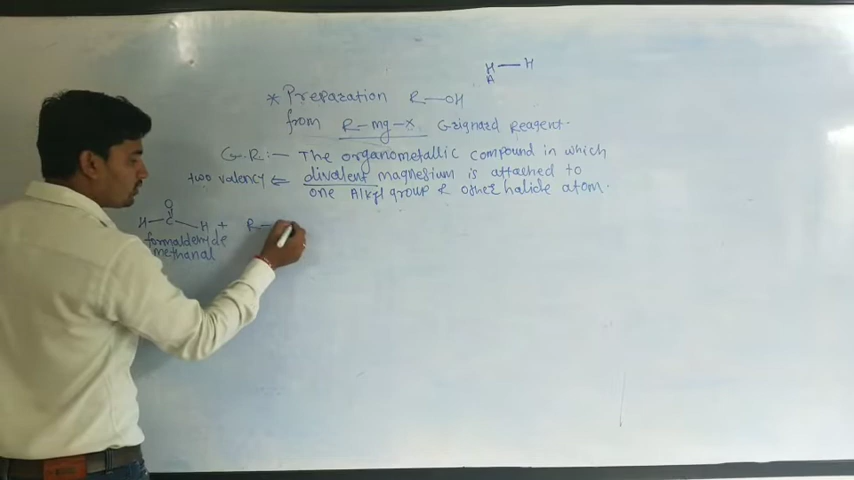 H — H
A
* Preparation R—OH
from R—mg—X Grignard Reagent-
G.R:— The organometallic compound in which
two valency ⇐ divalent magnesium is attached to
one Alkyl group & other halide atom.
O
H—C—H + R—
formaldehyde
methanal